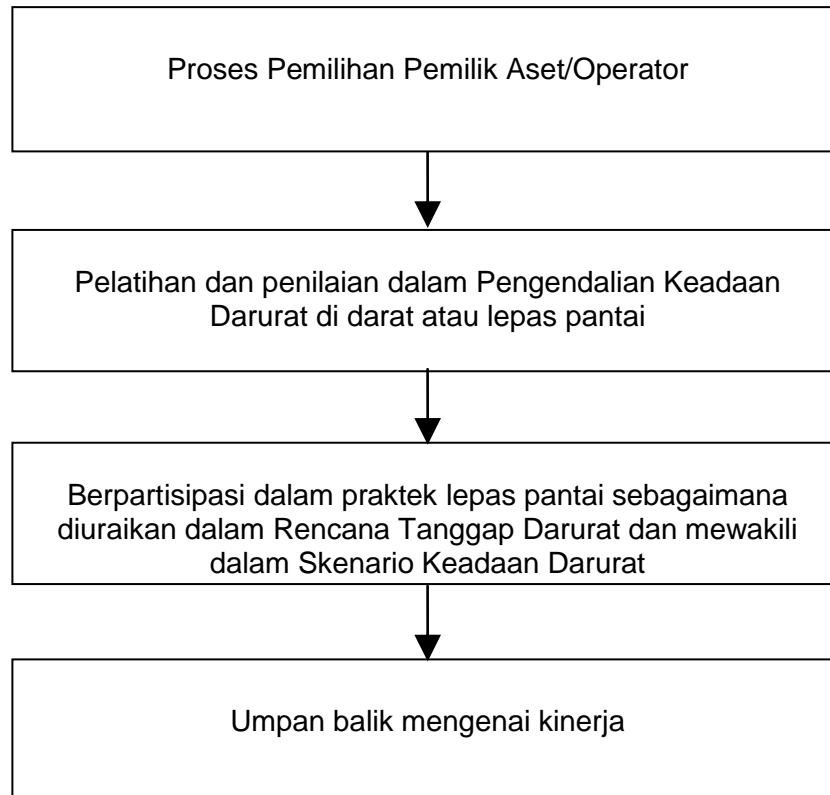 Proses Pemilihan Pemilik Aset/Operator
Pelatihan dan penilaian dalam Pengendalian Keadaan
Darurat di darat atau lepas pantai
Berpartisipasi dalam praktek lepas pantai sebagaimana
diuraikan dalam Rencana Tanggap Darurat dan mewakili
dalam Skenario Keadaan Darurat
Umpan balik mengenai kinerja